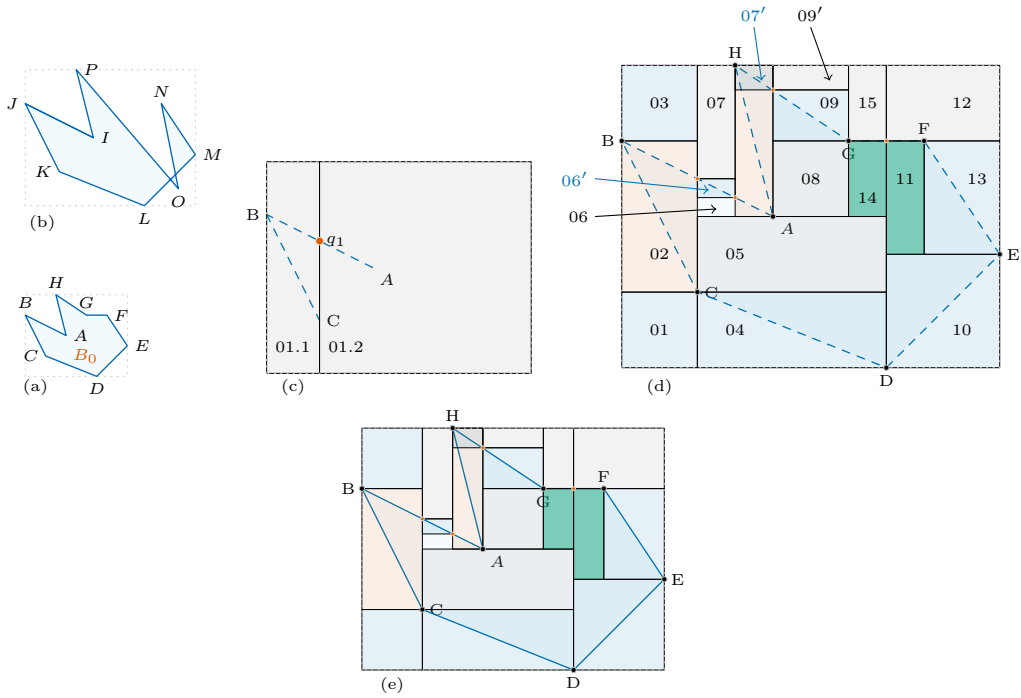 P
J
N
I
K
M
L
O
(b)
H
B
G
F
A
E
C
B₀
D
(a)
B
q₁
A
C
01.1
01.2
(c)
07′
09′
H
03
07
09
15
12
B
G
F
06′
08
11
13
06
14
A
02
05
E
C
01
04
10
D
(d)
H
B
G
F
A
E
C
D
(e)